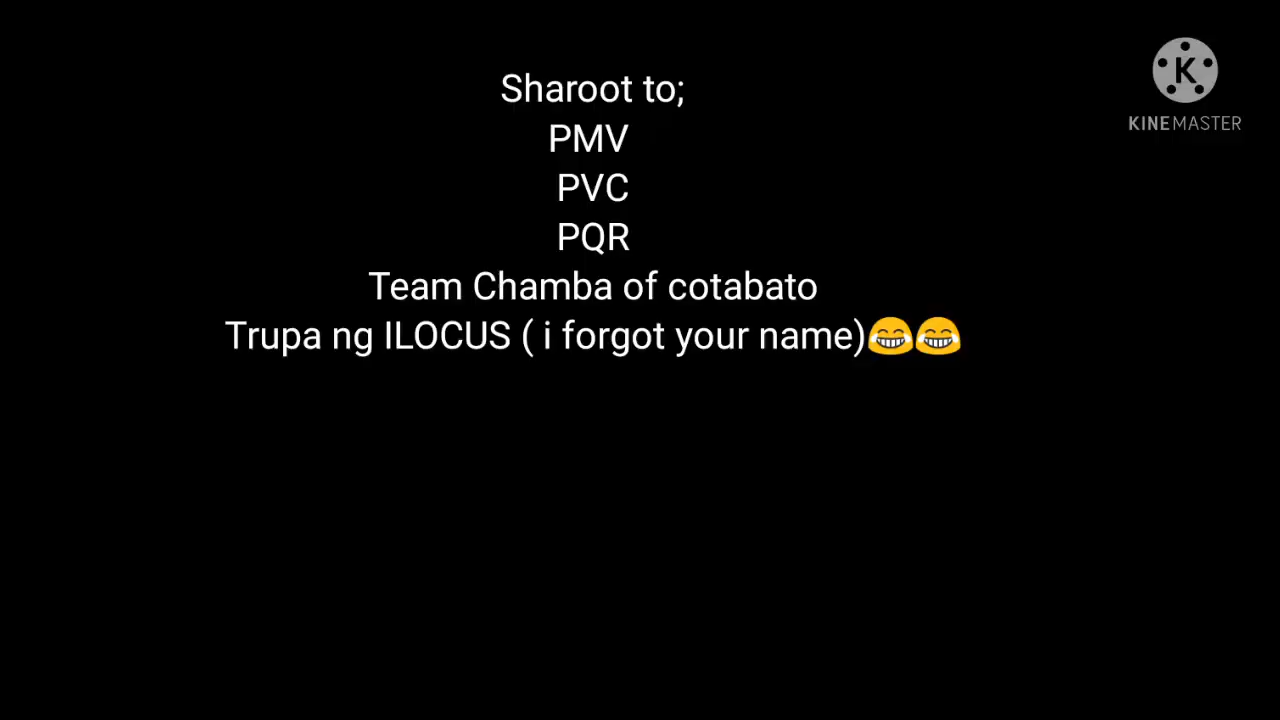 Sharoot to;
PMV
PVC
PQR
Team Chamba of cotabato
Trupa ng ILOCUS ( i forgot your name)😂😂
K
KINEMASTER